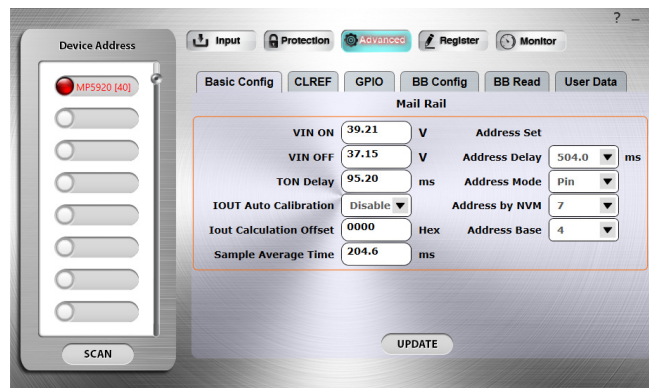 ? –
Device Address
Input Protection Advanced Register Monitor
MP5920 [40]
Basic Config CLREF GPIO BB Config BB Read User Data
Mail Rail
VIN ON 39.21 V Address Set
VIN OFF 37.15 V Address Delay 504.0 ms
TON Delay 95.20 ms Address Mode Pin
IOUT Auto Calibration Disable Address by NVM 7
Iout Calculation Offset 0000 Hex Address Base 4
Sample Average Time 204.6 ms
UPDATE
SCAN